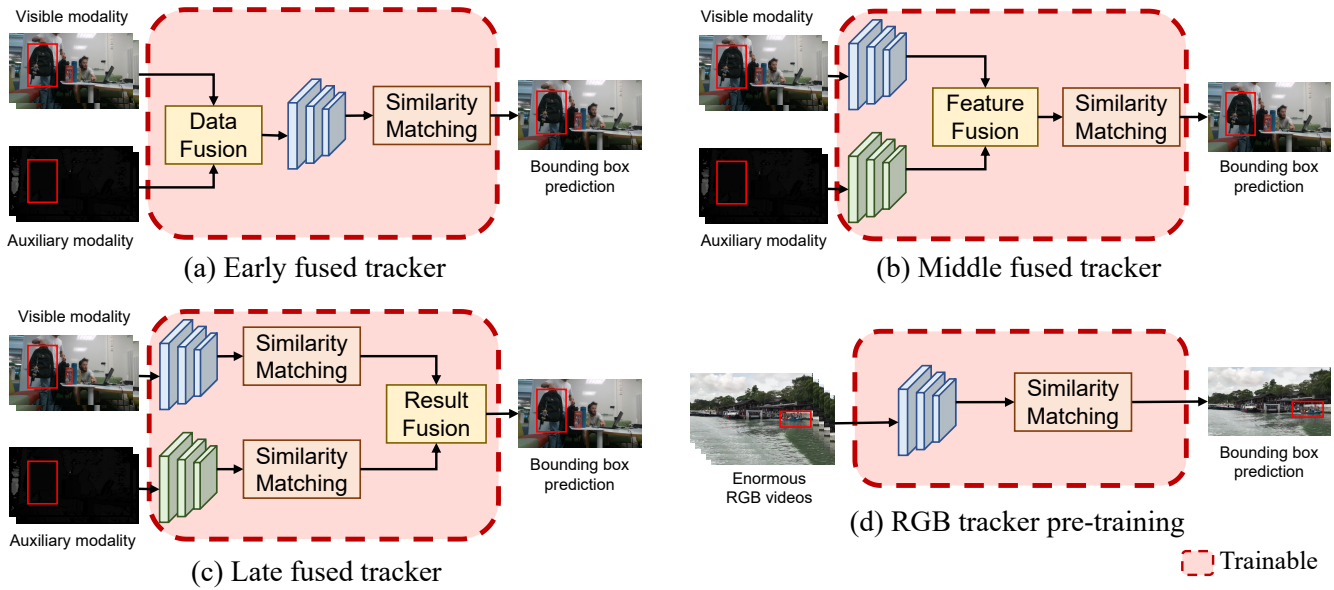 Visible modality
Data
Fusion
Similarity
Matching
Bounding box
prediction
Auxiliary modality
(a) Early fused tracker
Visible modality
Feature
Fusion
Similarity
Matching
Bounding box
prediction
Auxiliary modality
(b) Middle fused tracker
Visible modality
Similarity
Matching
Result
Fusion
Similarity
Matching
Bounding box
prediction
Auxiliary modality
(c) Late fused tracker
Enormous
RGB videos
Similarity
Matching
Bounding box
prediction
(d) RGB tracker pre-training
Trainable